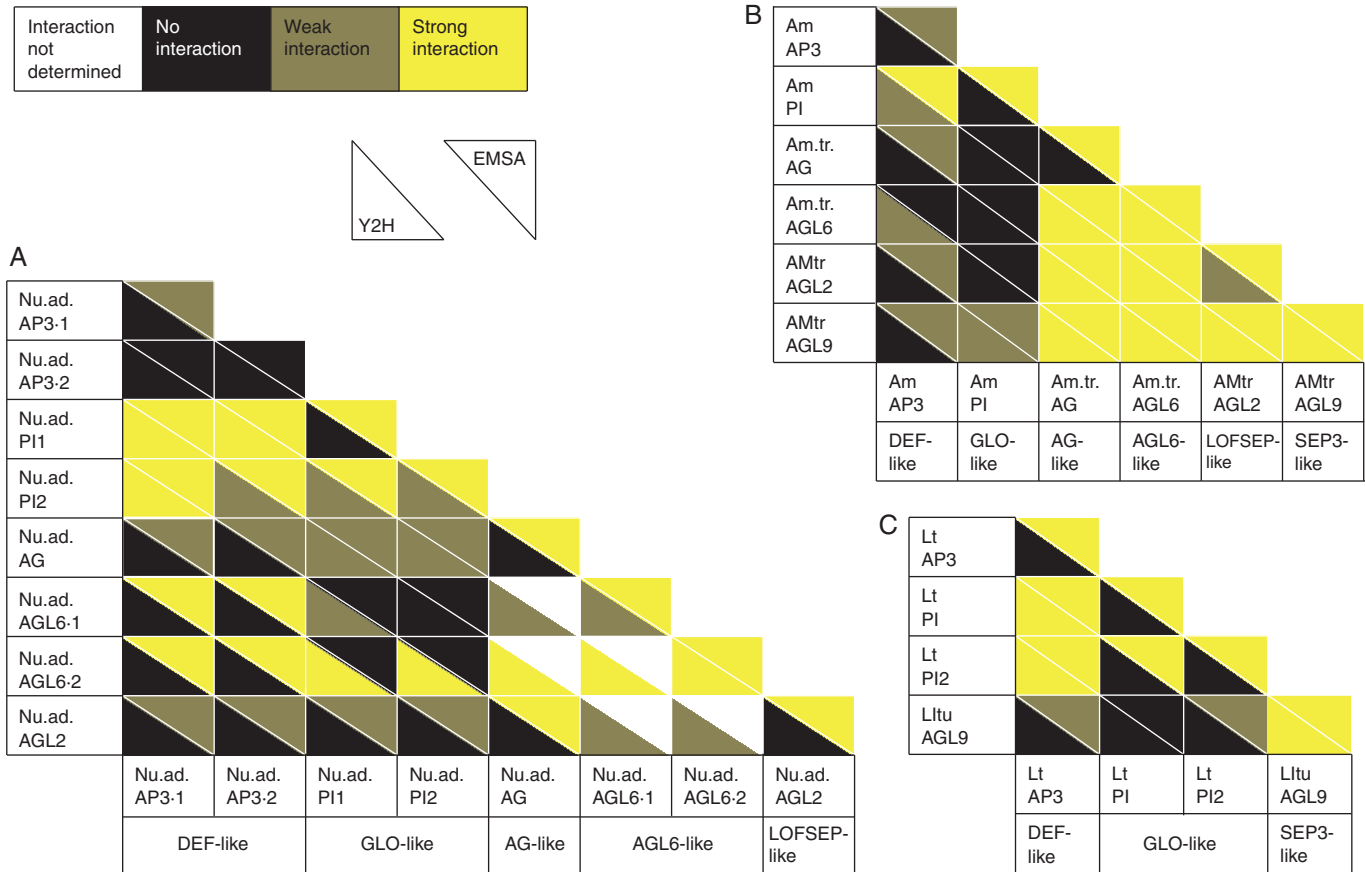 Interaction
not
determined
No
interaction
Weak
interaction
Strong
interaction
Y2H
EMSA
A
Nu.ad.
AP3·1
Nu.ad.
AP3·2
Nu.ad.
PI1
Nu.ad.
PI2
Nu.ad.
AG
Nu.ad.
AGL6·1
Nu.ad.
AGL6·2
Nu.ad.
AGL2
Nu.ad. Nu.ad. Nu.ad. Nu.ad. Nu.ad. Nu.ad. Nu.ad. Nu.ad.
AP3·1 AP3·2 PI1 PI2 AG AGL6·1 AGL6·2 AGL2
DEF-like GLO-like AG-like AGL6-like LOFSEP-
like
B
Am
AP3
Am
PI
Am.tr.
AG
Am.tr.
AGL6
AMtr
AGL2
AMtr
AGL9
Am Am Am.tr. Am.tr. AMtr AMtr
AP3 PI AG AGL6 AGL2 AGL9
DEF- GLO- AG- AGL6- LOFSEP- SEP3-
like like like like like like
C
Lt
AP3
Lt
PI
Lt
PI2
LItu
AGL9
Lt Lt Lt LItu
AP3 PI PI2 AGL9
DEF- GLO-like SEP3-
like like